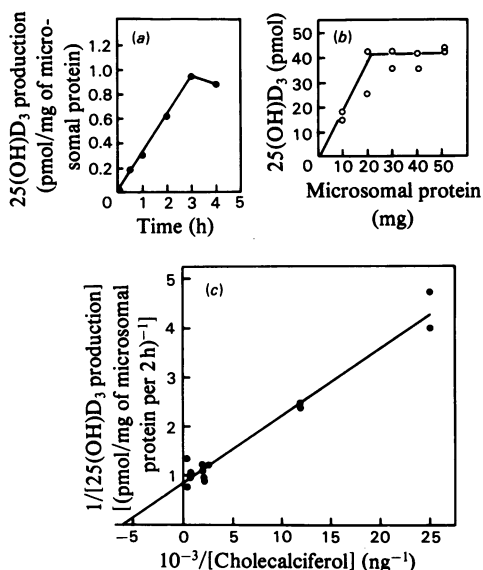 25(OH)D₃ production
(pmol/mg of micro-
somal protein)
(a)
1.2
1.0
0.8
0.6
0.4
0.2
0 1 2 3 4 5
Time (h)
25(OH)D₃ (pmol)
(b)
50
40
30
20
10
0 10 20 30 40 50
Microsomal protein
(mg)
1/[25(OH)D₃ production]
[(pmol/mg of microsomal
protein per 2 h)⁻¹]
(c)
5
4
3
2
1
−5 0 5 10 15 20 25
10⁻³/[Cholecalciferol] (ng⁻¹)